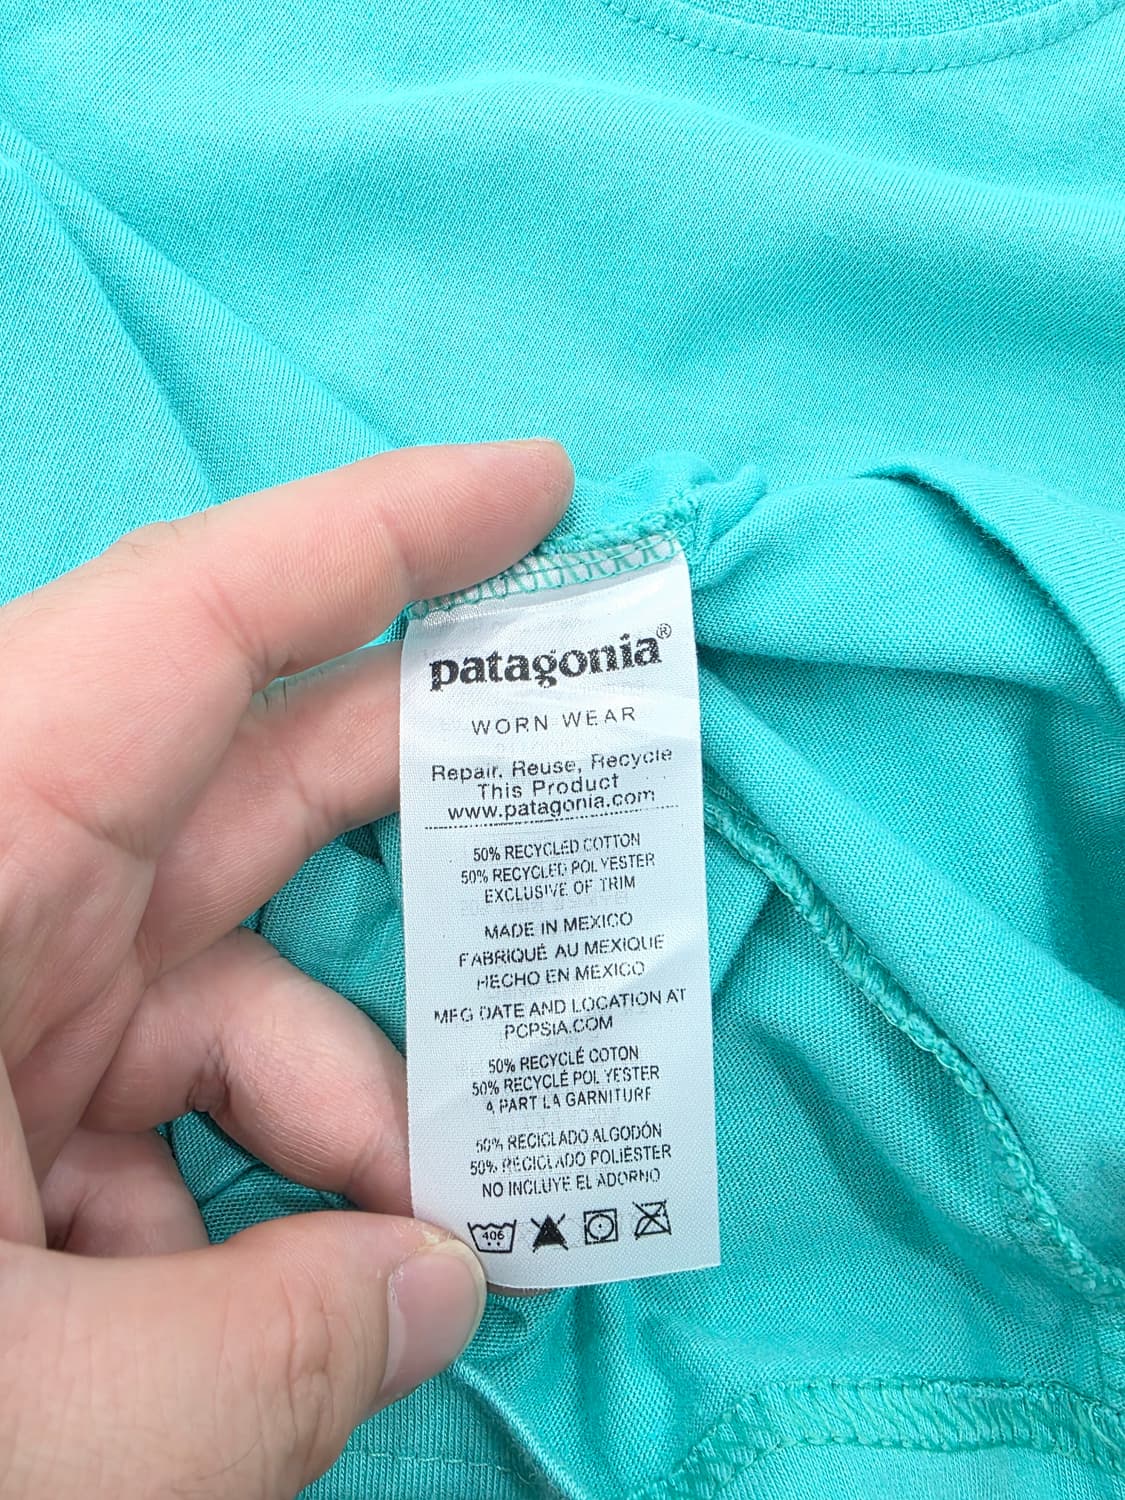 patagonia®
WORN WEAR
Repair, Reuse, Recycle
This Product
www.patagonia.com
50% RECYCLED COTTON
50% RECYCLED POLYESTER
EXCLUSIVE OF TRIM
MADE IN MEXICO
FABRIQUÉ AU MEXIQUE
HECHO EN MEXICO
MFG DATE AND LOCATION AT
PCPSIA.COM
50% RECYCLÉ COTON
50% RECYCLÉ POLYESTER
À PART LA GARNITURE
50% RECICLADO ALGODÓN
50% RECICLADO POLIÉSTER
NO INCLUYE EL ADORNO
406